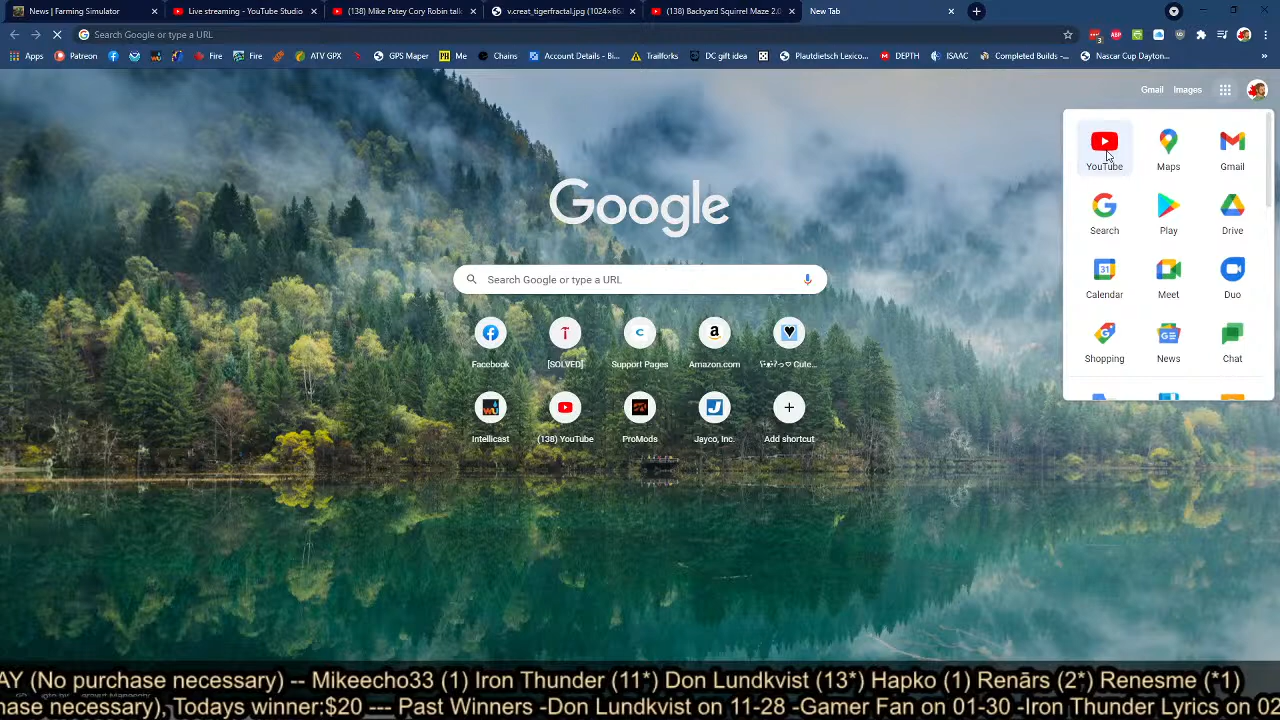 News | Farming Simulator
Live streaming - YouTube Studio
(138) Mike Patey Cory Robin talk
v.creat_tigerfractal.jpg (1024×66
(138) Backyard Squirrel Maze 2.0
New Tab
Search Google or type a URL
Apps
Patreon
Fire
Fire
ATV GPX
GPS Maper
Me
Chains
Account Details - Bi...
Trailforks
DC gift idea
Plautdietsch Lexico...
DEPTH
ISAAC
Completed Builds -...
Nascar Cup Dayton...
Gmail
Images
YouTube
Maps
Gmail
Search
Play
Drive
Calendar
Meet
Duo
Shopping
News
Chat
Google
Search Google or type a URL
Facebook
[SOLVED]
Support Pages
Amazon.com
Cute...
Intellicast
(138) YouTube
ProMods
Jayco, Inc.
Add shortcut
AY (No purchase necessary) -- Mikeecho33 (1) Iron Thunder (11*) Don Lundkvist (13*) Hapko (1) Renārs (2*) Renesme (*1)
hase necessary), Todays winner:$20 --- Past Winners -Don Lundkvist on 11-28 -Gamer Fan on 01-30 -Iron Thunder Lyrics on 02